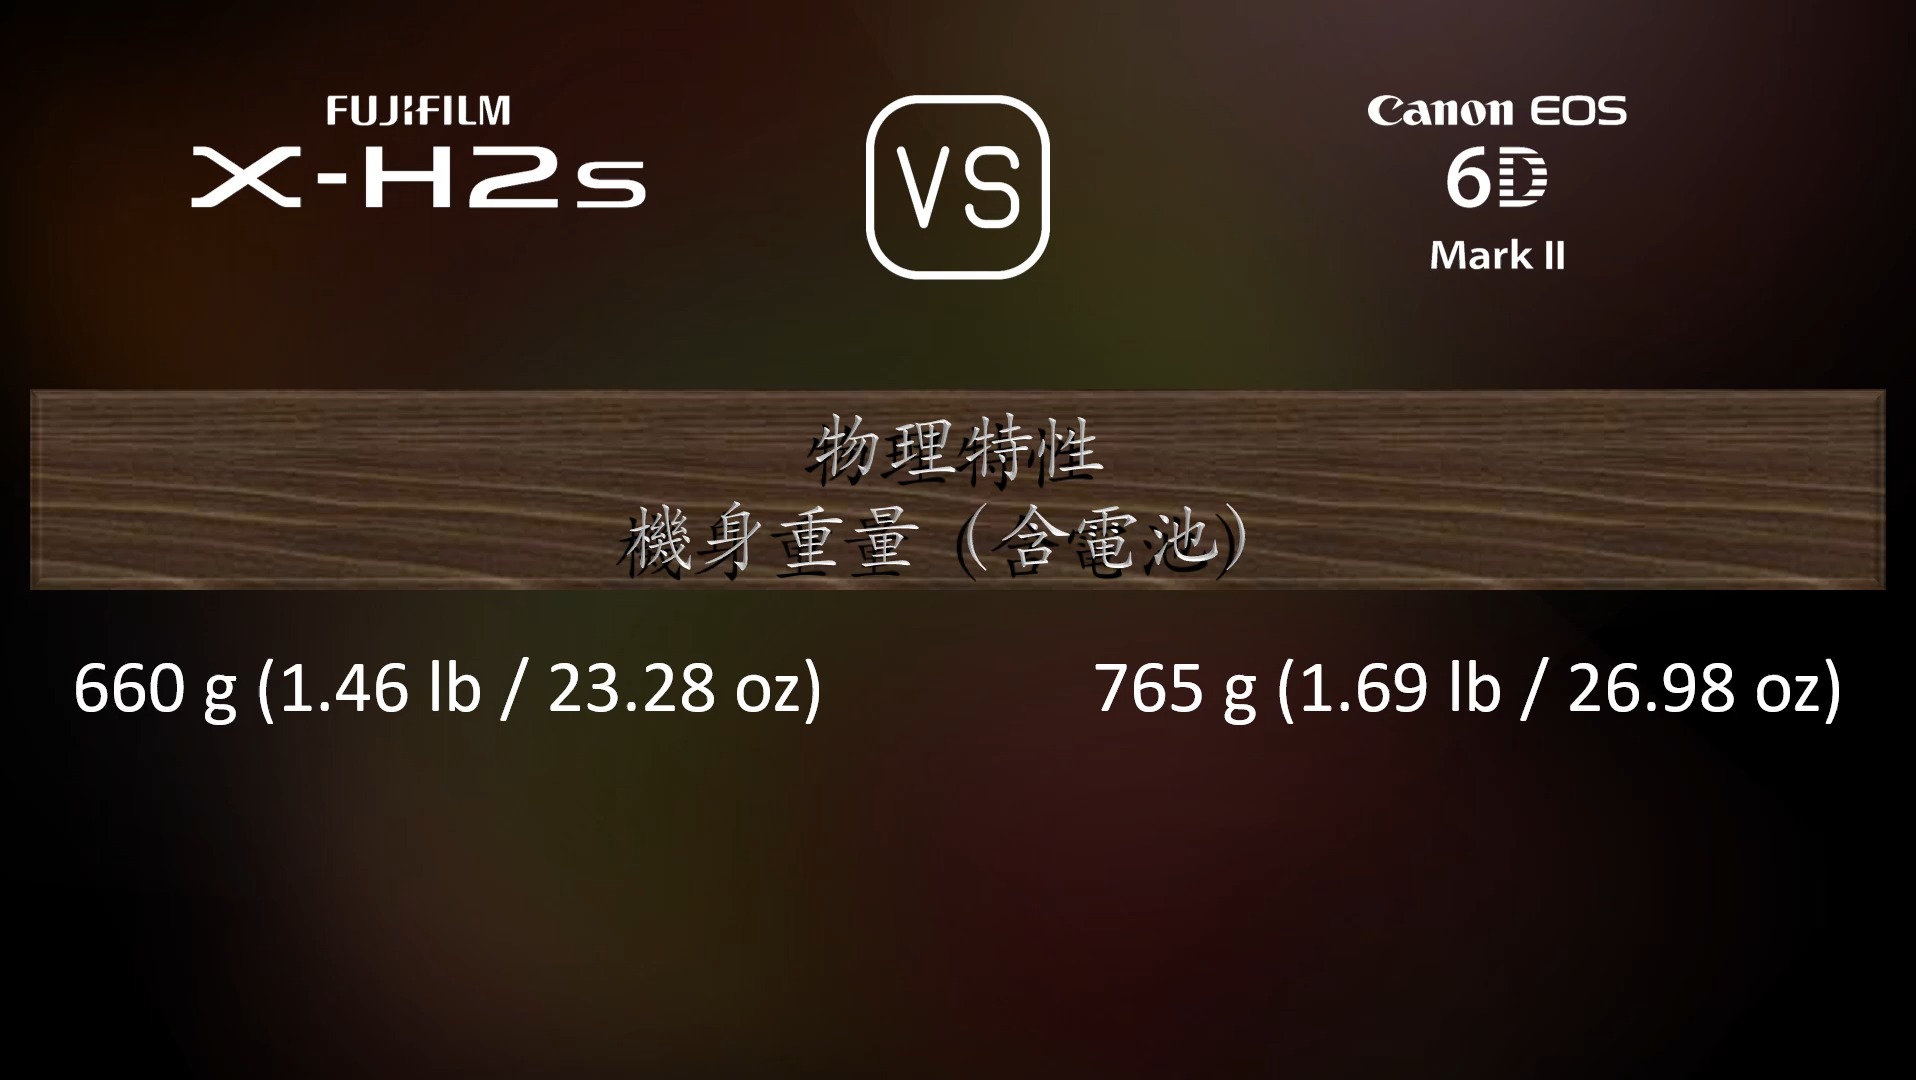 FUJIFILM
X-H2s
VS
Canon EOS
6D
Mark II
物理特性
機身重量（含電池）
660 g (1.46 lb / 23.28 oz)
765 g (1.69 lb / 26.98 oz)